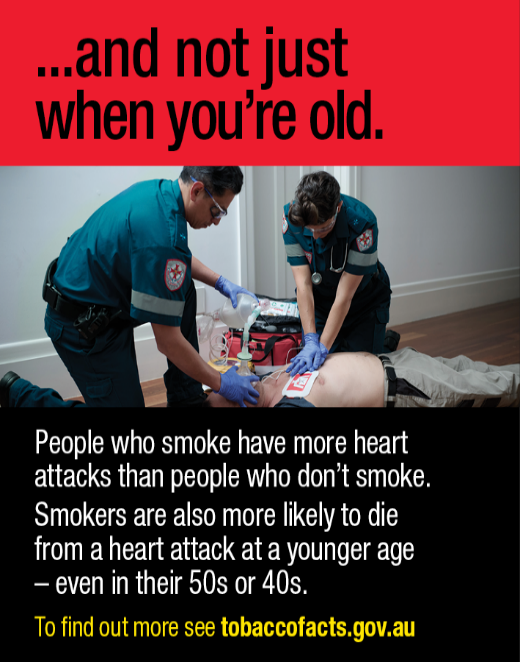 ...and not just
when you're old.
People who smoke have more heart
attacks than people who don't smoke.
Smokers are also more likely to die
from a heart attack at a younger age
– even in their 50s or 40s.
To find out more see tobaccofacts.gov.au